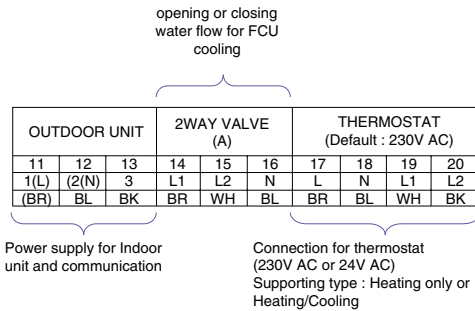 opening or closing
water flow for FCU
cooling
OUTDOOR UNIT 2WAY VALVE (A) THERMOSTAT (Default : 230V AC)
11 12 13 14 15 16 17 18 19 20
1(L) (2(N) 3 L1 L2 N L N L1 L2
(BR) BL BK BR WH BL BR BL WH BK
Power supply for Indoor
unit and communication
Connection for thermostat
(230V AC or 24V AC)
Supporting type : Heating only or
Heating/Cooling